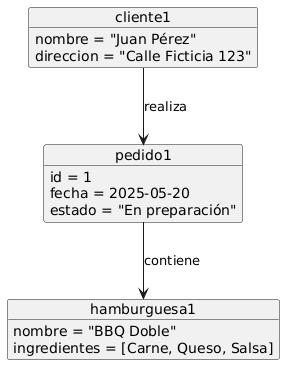 cliente1
nombre = "Juan Pérez"
direccion = "Calle Ficticia 123"
realiza
pedido1
id = 1
fecha = 2025-05-20
estado = "En preparación"
contiene
hamburguesa1
nombre = "BBQ Doble"
ingredientes = [Carne, Queso, Salsa]